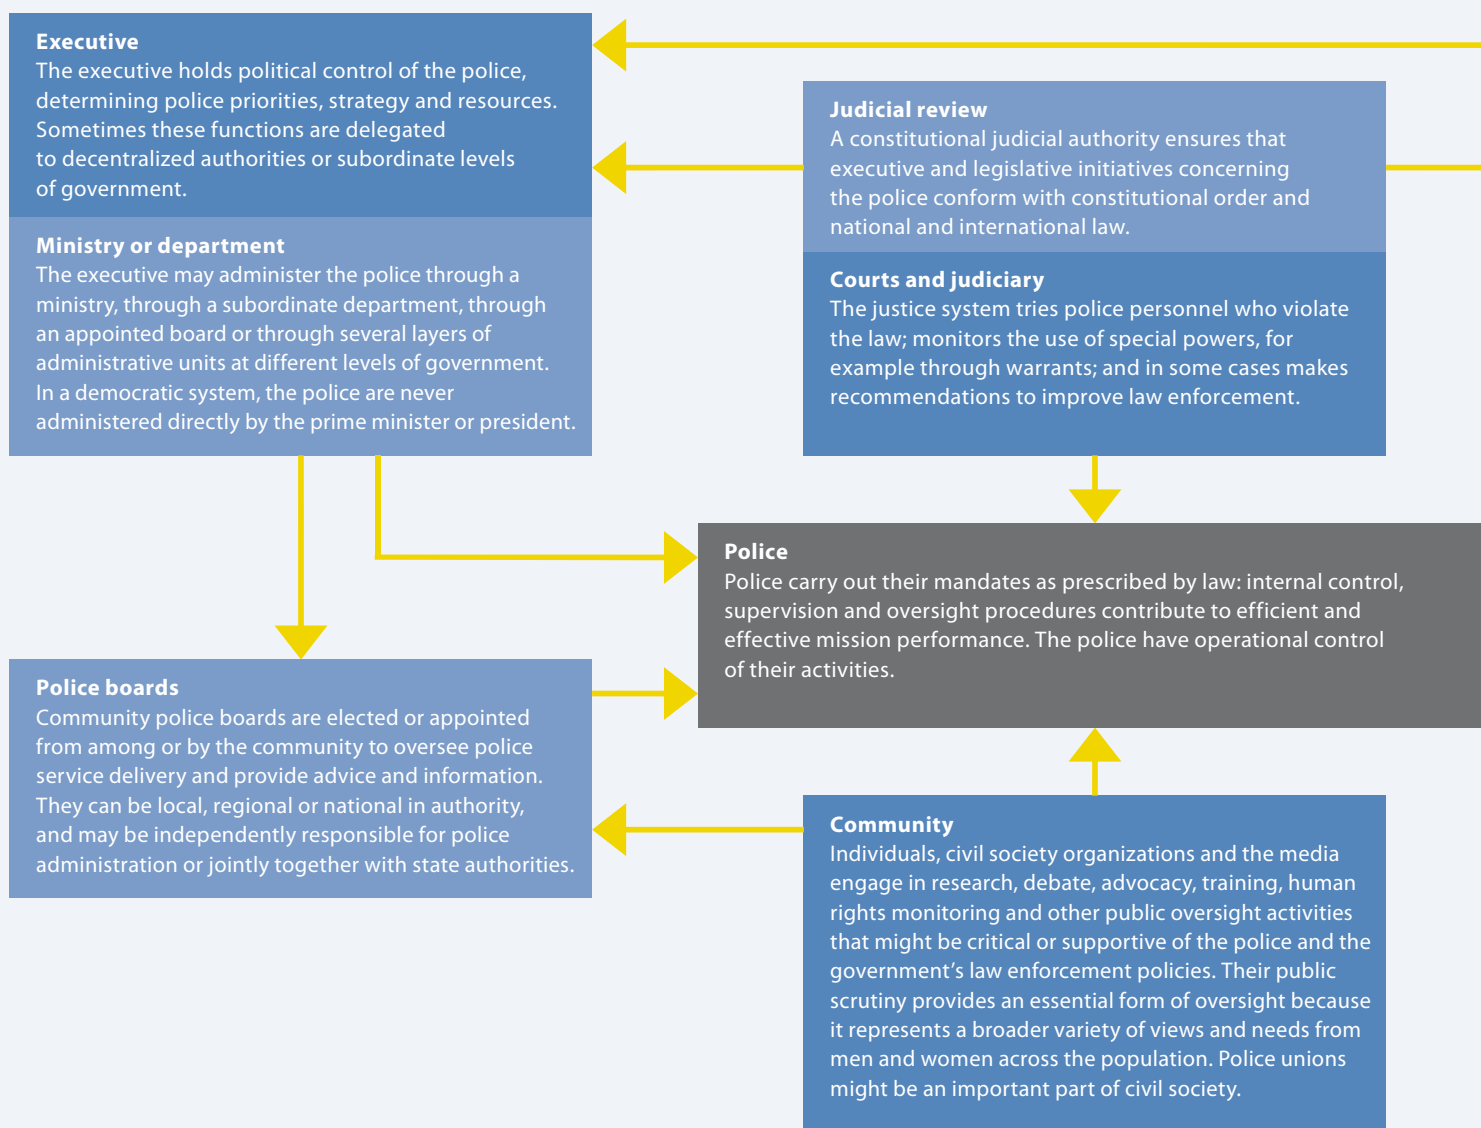 Executive
The executive holds political control of the police,
determining police priorities, strategy and resources.
Sometimes these functions are delegated
to decentralized authorities or subordinate levels
of government.
Ministry or department
The executive may administer the police through a
ministry, through a subordinate department, through
an appointed board or through several layers of
administrative units at different levels of government.
In a democratic system, the police are never
administered directly by the prime minister or president.
Judicial review
A constitutional judicial authority ensures that
executive and legislative initiatives concerning
the police conform with constitutional order and
national and international law.
Courts and judiciary
The justice system tries police personnel who violate
the law; monitors the use of special powers, for
example through warrants; and in some cases makes
recommendations to improve law enforcement.
Police
Police carry out their mandates as prescribed by law: internal control,
supervision and oversight procedures contribute to efficient and
effective mission performance. The police have operational control
of their activities.
Police boards
Community police boards are elected or appointed
from among or by the community to oversee police
service delivery and provide advice and information.
They can be local, regional or national in authority,
and may be independently responsible for police
administration or jointly together with state authorities.
Community
Individuals, civil society organizations and the media
engage in research, debate, advocacy, training, human
rights monitoring and other public oversight activities
that might be critical or supportive of the police and the
government’s law enforcement policies. Their public
scrutiny provides an essential form of oversight because
it represents a broader variety of views and needs from
men and women across the population. Police unions
might be an important part of civil society.